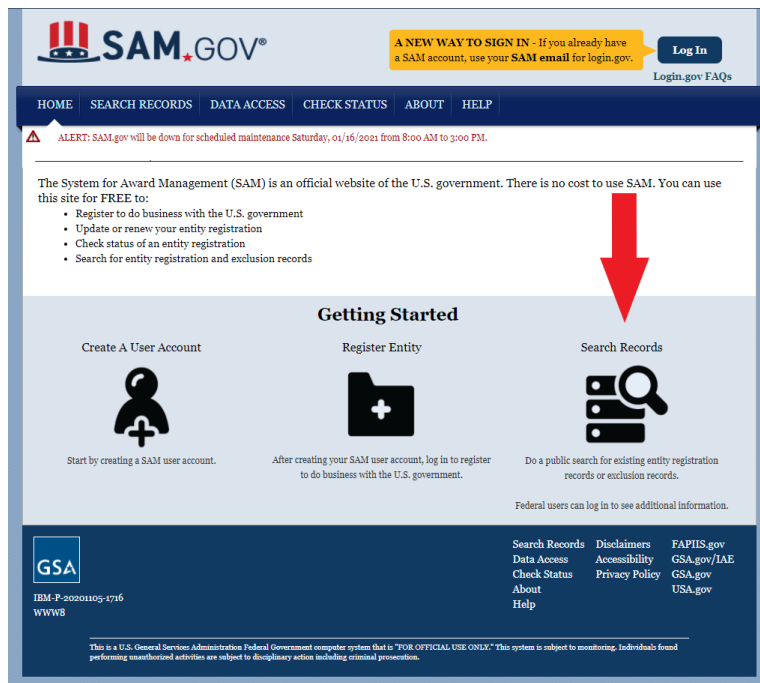 SAM.GOV®
A NEW WAY TO SIGN IN - If you already have
a SAM account, use your SAM email for login.gov.
Log In
Login.gov FAQs
HOME SEARCH RECORDS DATA ACCESS CHECK STATUS ABOUT HELP
ALERT: SAM.gov will be down for scheduled maintenance Saturday, 01/16/2021 from 8:00 AM to 3:00 PM.
The System for Award Management (SAM) is an official website of the U.S. government. There is no cost to use SAM. You can use
this site for FREE to:
• Register to do business with the U.S. government
• Update or renew your entity registration
• Check status of an entity registration
• Search for entity registration and exclusion records
Getting Started
Create A User Account
Start by creating a SAM user account.
Register Entity
After creating your SAM user account, log in to register
to do business with the U.S. government.
Search Records
Do a public search for existing entity registration
records or exclusion records.
Federal users can log in to see additional information.
GSA
IBM-P-20201105-1716
WWW8
Search Records
Data Access
Check Status
About
Help
Disclaimers
Accessibility
Privacy Policy
FAPIIS.gov
GSA.gov/IAE
GSA.gov
USA.gov
This is a U.S. General Services Administration Federal Government computer system that is "FOR OFFICIAL USE ONLY." This system is subject to monitoring. Individuals found
performing unauthorized activities are subject to disciplinary action including criminal prosecution.